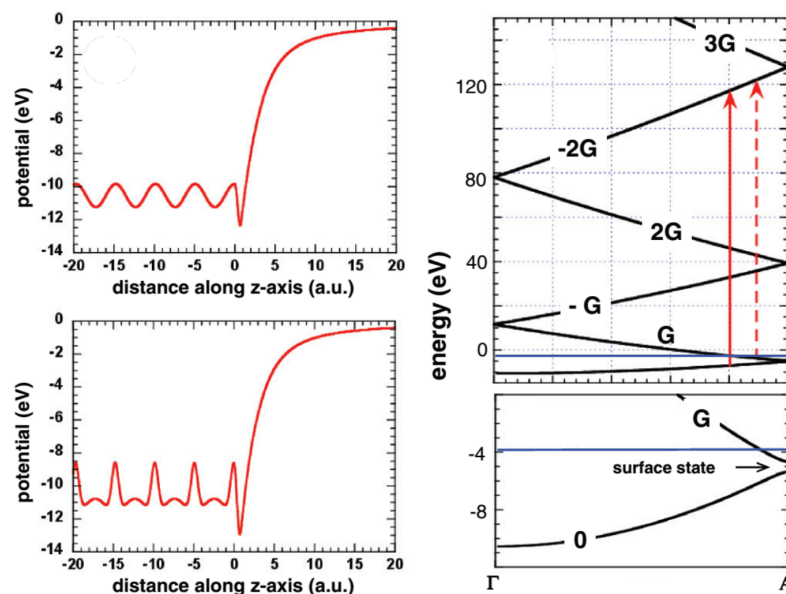 0
-2
-4
-6
-8
-10
-12
-14
potential (eV)
-20 -15 -10 -5 0 5 10 15 20
distance along z-axis (a.u.)
0
-2
-4
-6
-8
-10
-12
-14
potential (eV)
-20 -15 -10 -5 0 5 10 15 20
distance along z-axis (a.u.)
energy (eV)
120
80
40
0
3G
-2G
2G
- G
G
-4
-8
G
surface state
0
Γ A